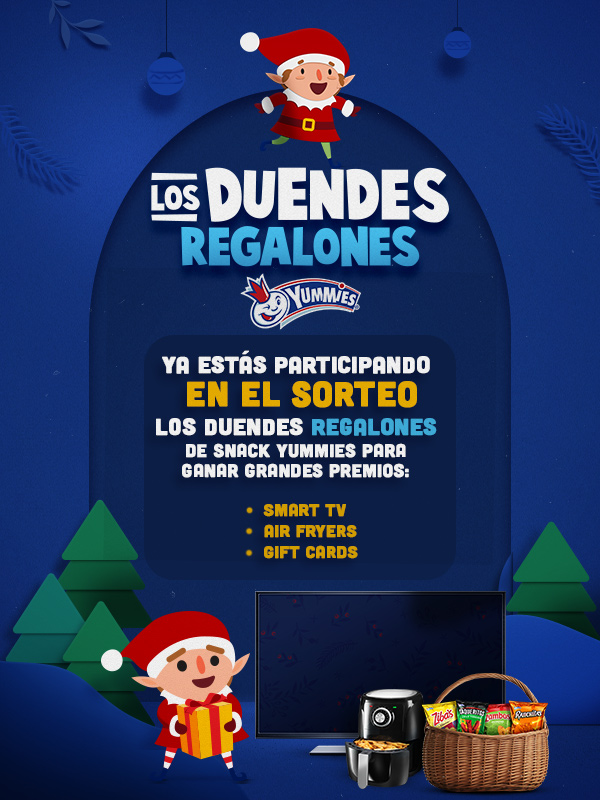 LOS DUENDES
REGALONES
YUMMIES
YA ESTÁS PARTICIPANDO
EN EL SORTEO
LOS DUENDES REGALONES
DE SNACK YUMMIES PARA
GANAR GRANDES PREMIOS:
• SMART TV
• AIR FRYERS
• GIFT CARDS
Zibas
Ranchitas